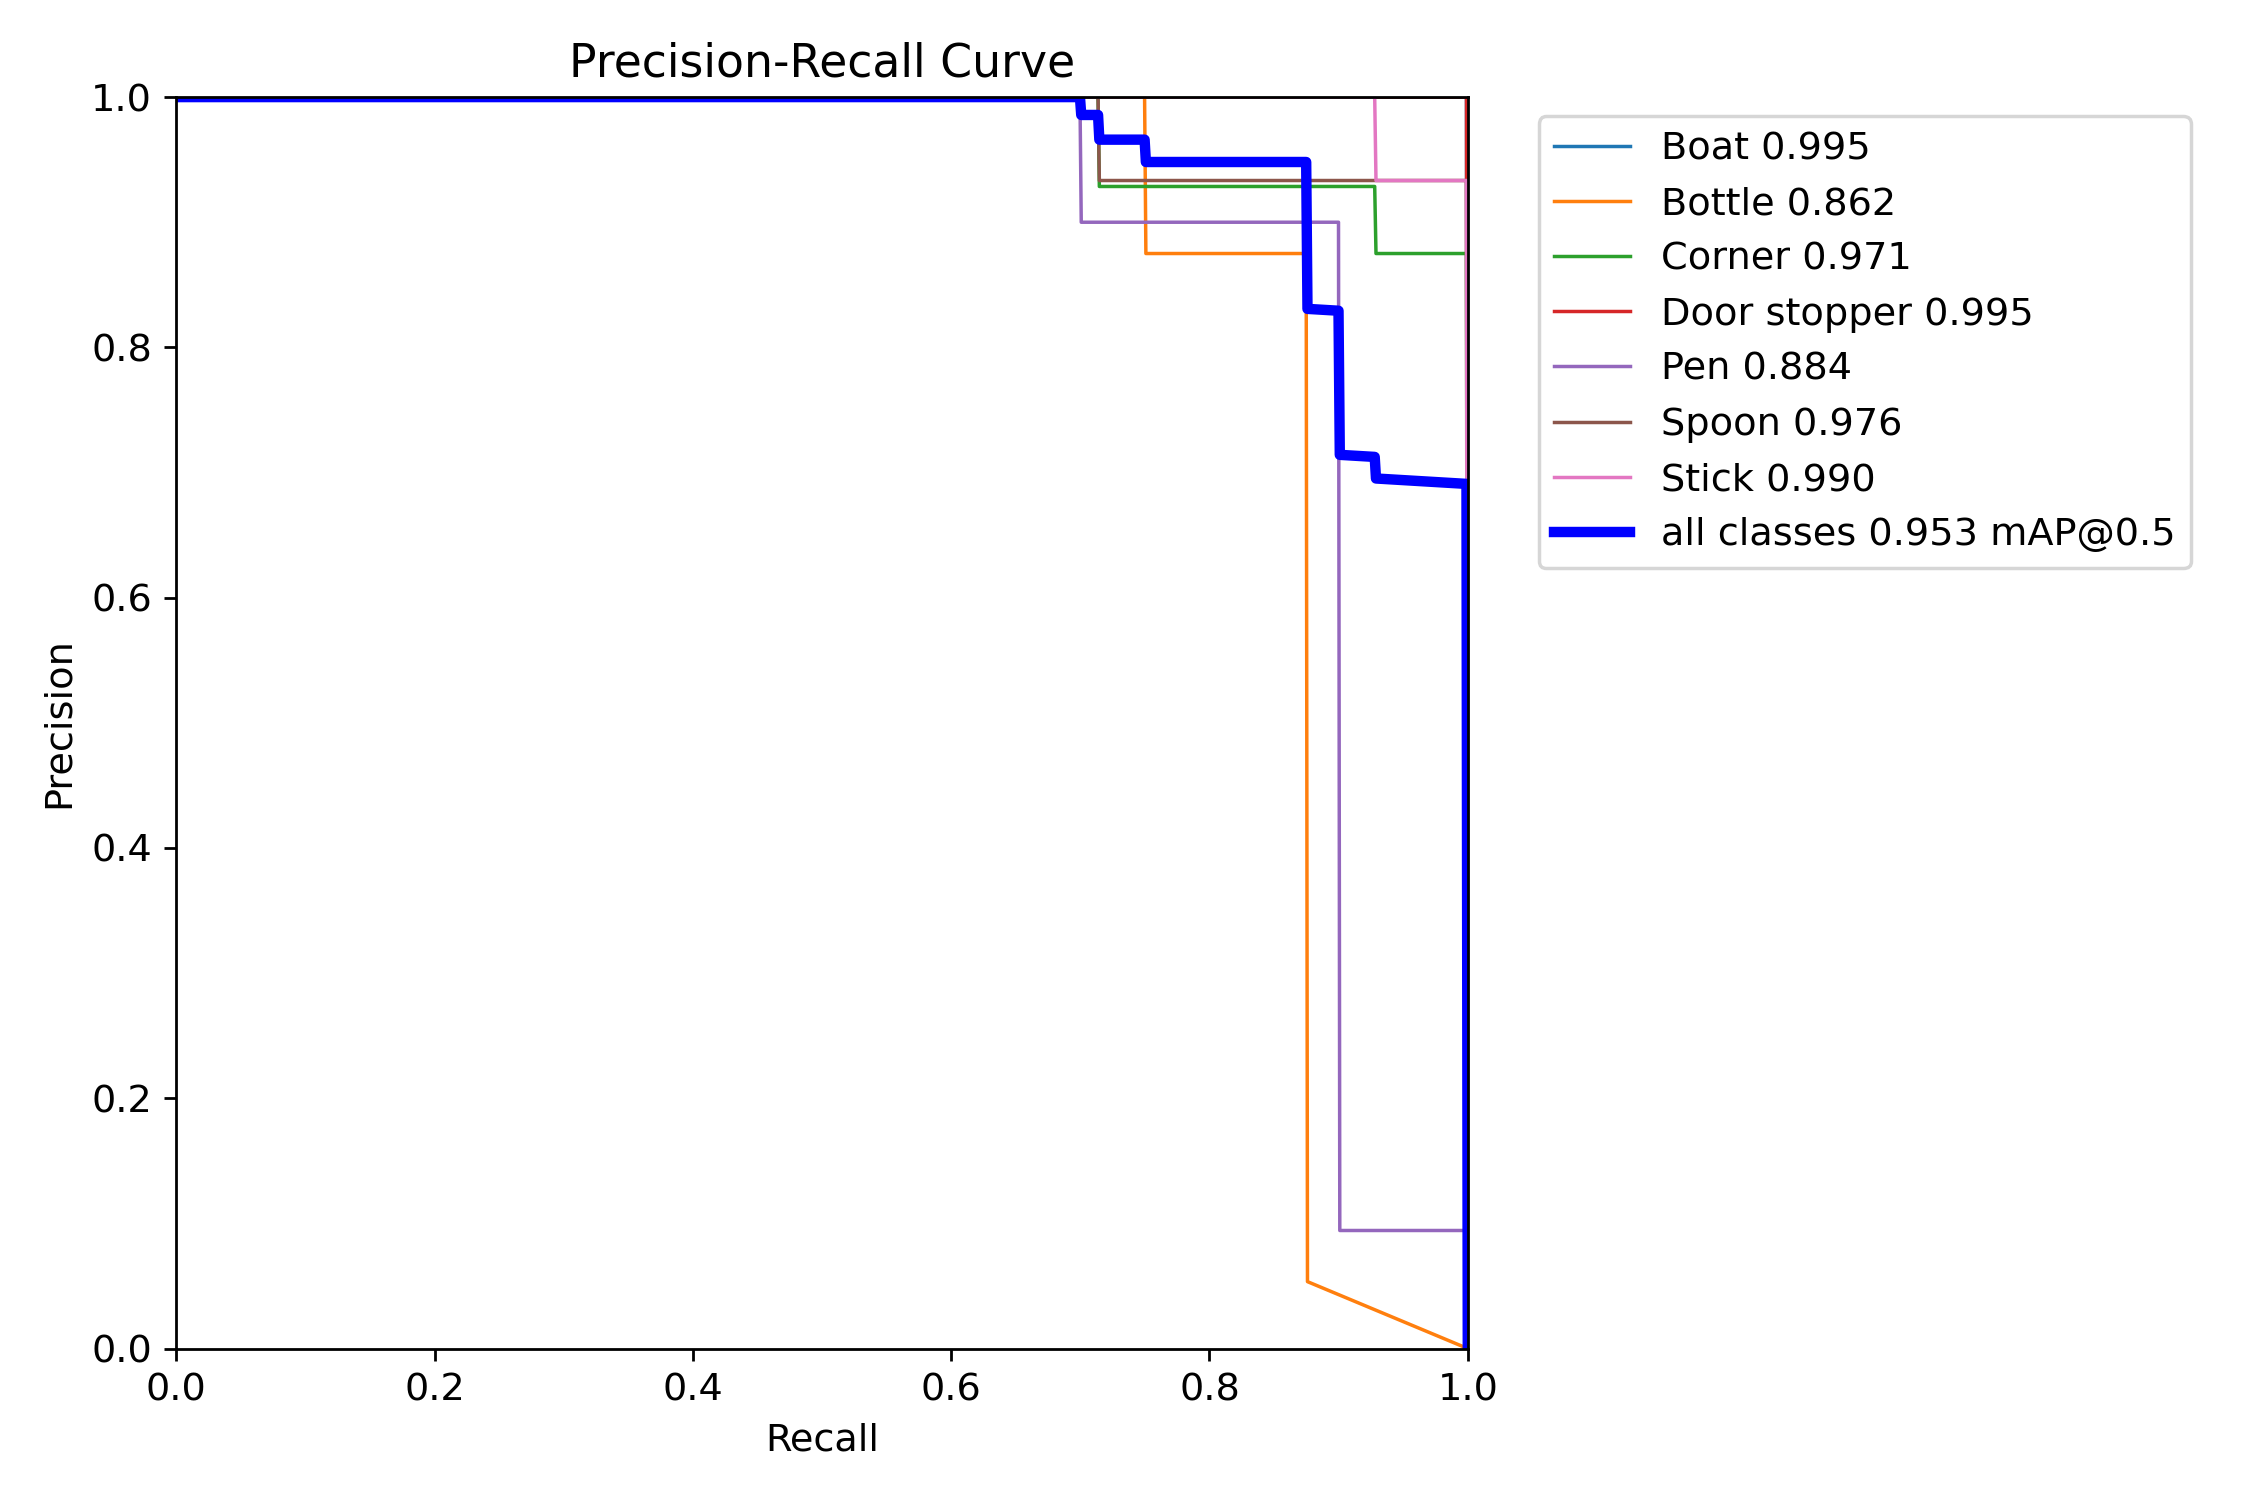 Precision-Recall Curve
1.0
0.8
0.6
0.4
0.2
0.0
Precision
0.0 0.2 0.4 0.6 0.8 1.0
Recall
Boat 0.995
Bottle 0.862
Corner 0.971
Door stopper 0.995
Pen 0.884
Spoon 0.976
Stick 0.990
all classes 0.953 mAP@0.5